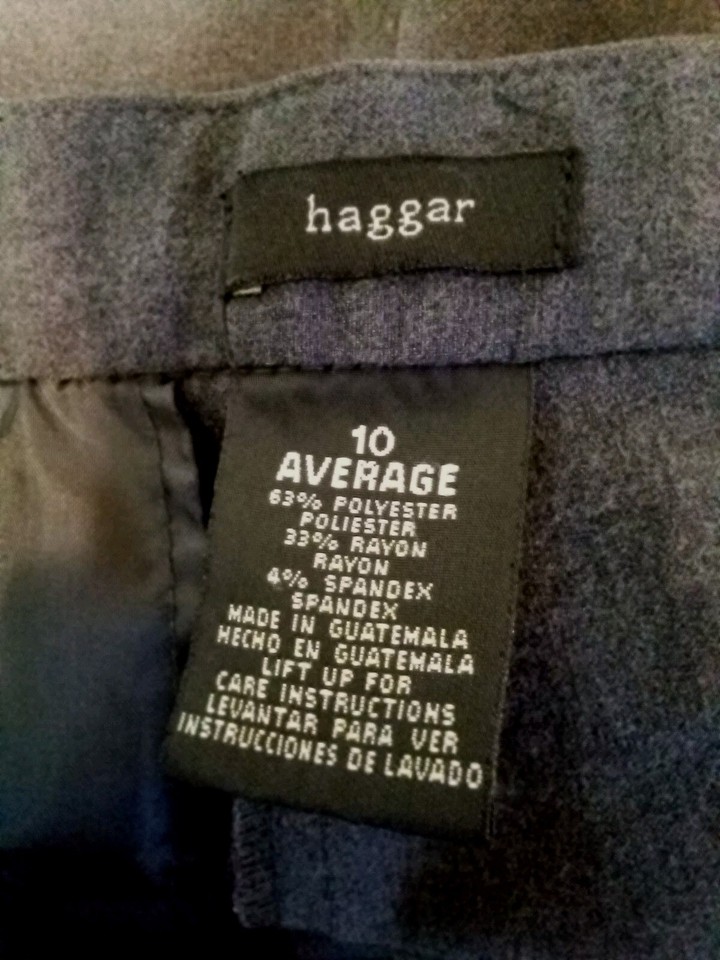 haggar
10
AVERAGE
63% POLYESTER
POLIESTER
33% RAYON
RAYON
4% SPANDEX
SPANDEX
MADE IN GUATEMALA
HECHO EN GUATEMALA
LIFT UP FOR
CARE INSTRUCTIONS
LEVANTAR PARA VER
INSTRUCCIONES DE LAVADO